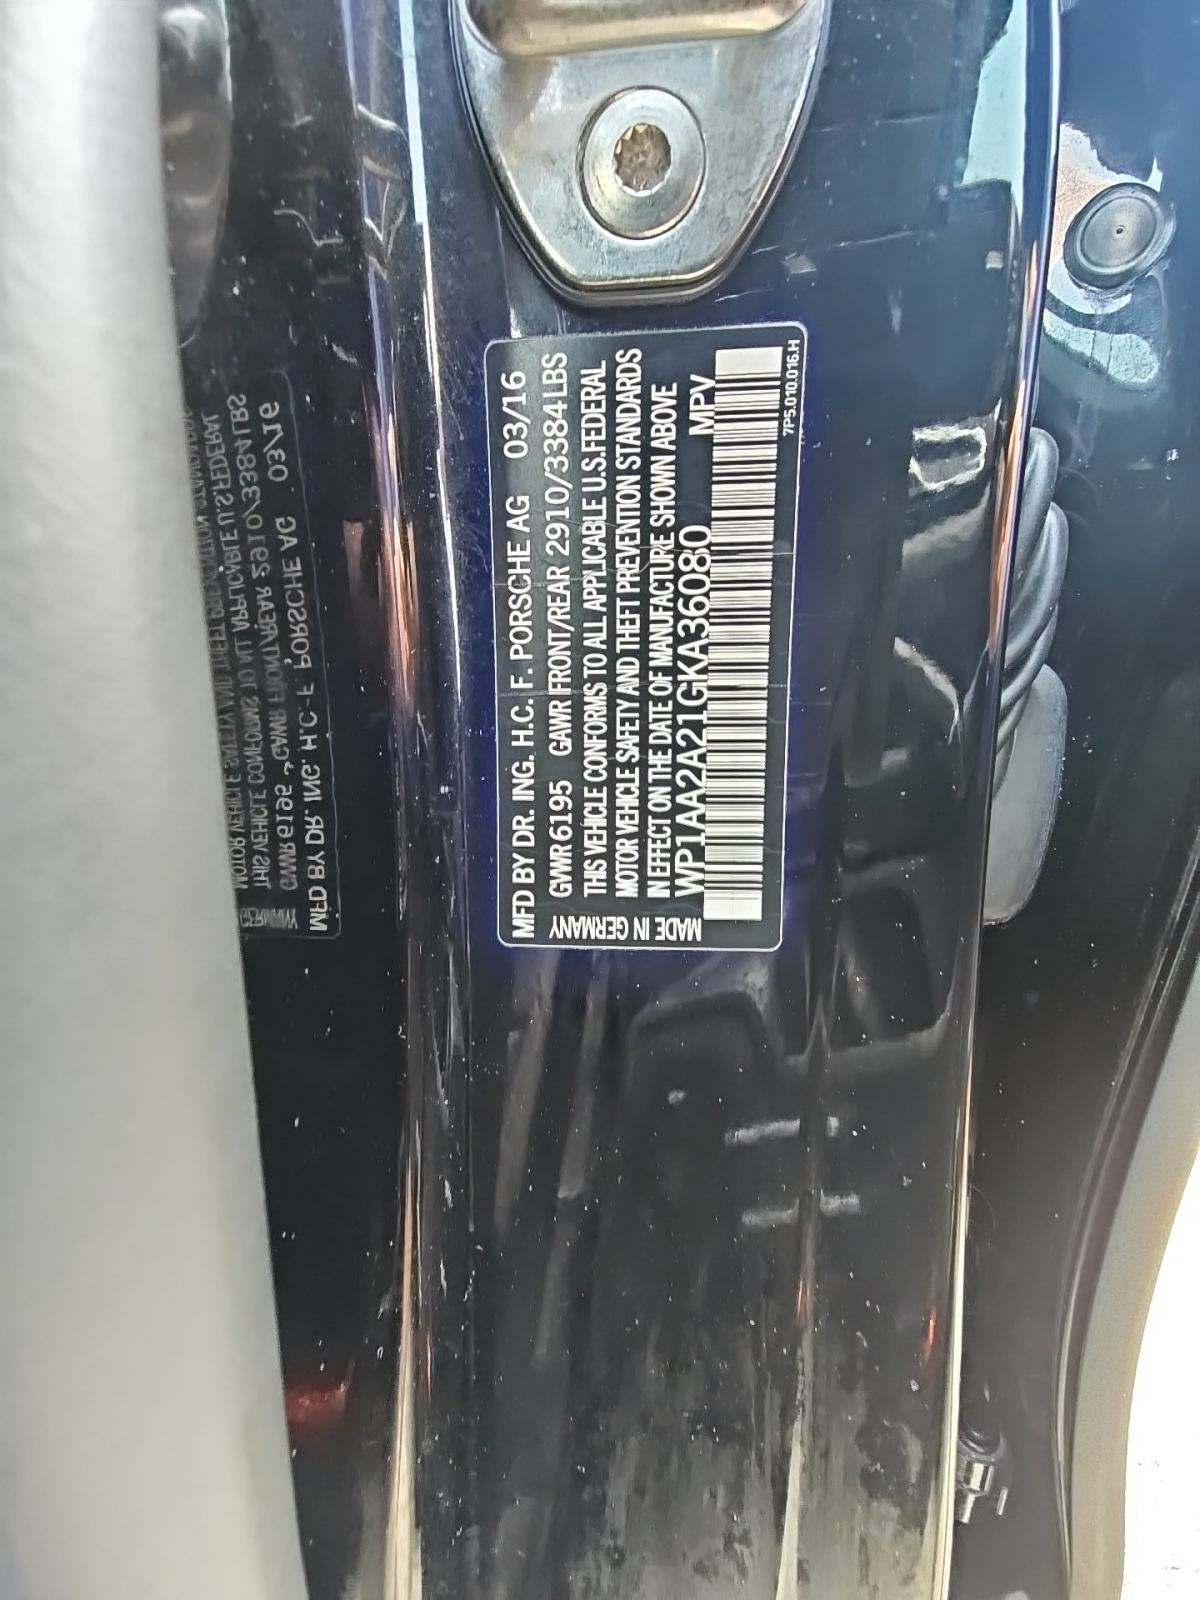 MFD BY DR. ING. H.C. F. PORSCHE AG 03/16
GVWR 6195 GAWR FRONT/REAR 2910/3384 LBS
THIS VEHICLE CONFORMS TO ALL APPLICABLE U.S.FEDERAL
MOTOR VEHICLE SAFETY AND THEFT PREVENTION STANDARDS
IN EFFECT ON THE DATE OF MANUFACTURE SHOWN ABOVE
WP1AA2A21GKA36080 MPV
MADE IN GERMANY
7P5.010.016.H